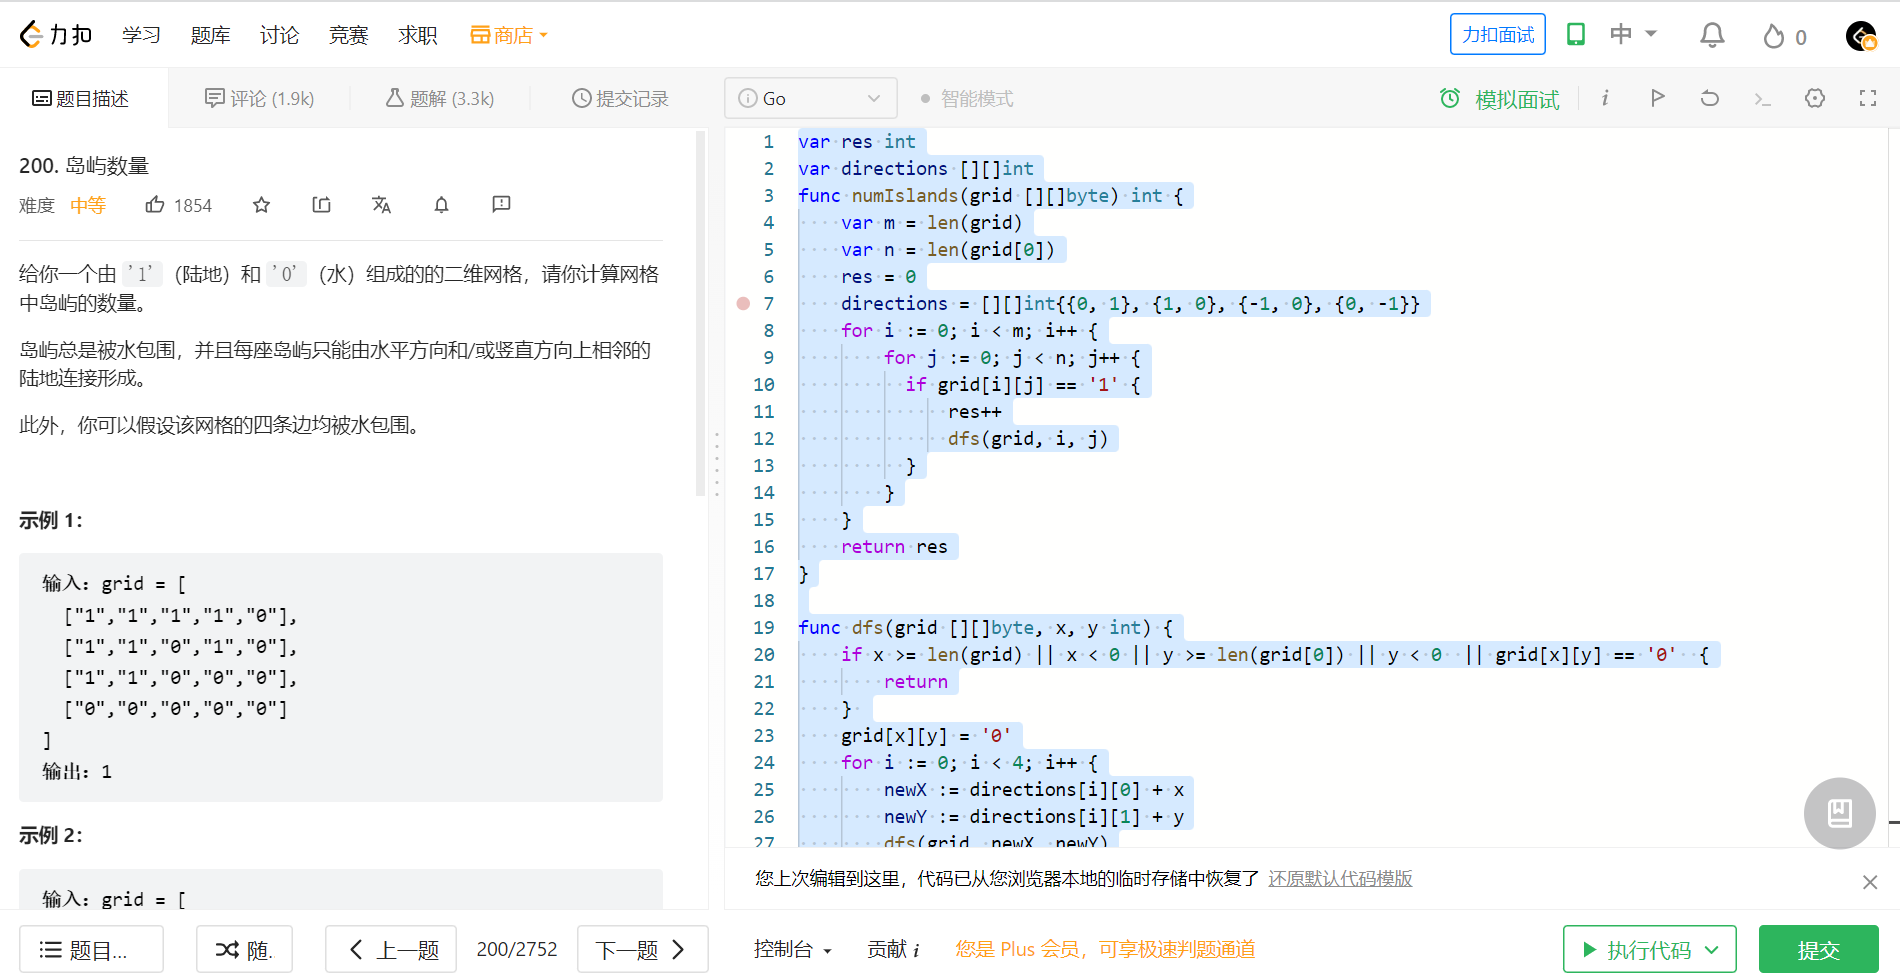 力扣 学习 题库 讨论 竞赛 求职 商店 力扣面试 中 0
题目描述 评论 (1.9k) 题解 (3.3k) 提交记录
200. 岛屿数量
难度 中等 1854
给你一个由 '1' （陆地）和 '0' （水）组成的的二维网格，请你计算网格
中岛屿的数量。
岛屿总是被水包围，并且每座岛屿只能由水平方向和/或竖直方向上相邻的
陆地连接形成。
此外，你可以假设该网格的四条边均被水包围。
示例 1：
输入：grid = [
  ["1","1","1","1","0"],
  ["1","1","0","1","0"],
  ["1","1","0","0","0"],
  ["0","0","0","0","0"]
]
输出：1
示例 2：
输入：grid = [
题目... 随. 上一题 200/2752 下一题
Go 智能模式 模拟面试
1 var res int
2 var directions [][]int
3 func numIslands(grid [][]byte) int {
4     var m = len(grid)
5     var n = len(grid[0])
6     res = 0
7     directions = [][]int{{0, 1}, {1, 0}, {-1, 0}, {0, -1}}
8     for i := 0; i < m; i++ {
9         for j := 0; j < n; j++ {
10           if grid[i][j] == '1' {
11               res++
12               dfs(grid, i, j)
13           }
14         }
15     }
16     return res
17 }
18
19 func dfs(grid [][]byte, x, y int) {
20     if x >= len(grid) || x < 0 || y >= len(grid[0]) || y < 0  || grid[x][y] == '0'  {
21         return
22     }
23     grid[x][y] = '0'
24     for i := 0; i < 4; i++ {
25         newX := directions[i][0] + x
26         newY := directions[i][1] + y
27         dfs(grid, newX, newY)
您上次编辑到这里，代码已从您浏览器本地的临时存储中恢复了 还原默认代码模版
控制台 贡献 i 您是 Plus 会员，可享极速判题通道 执行代码 提交